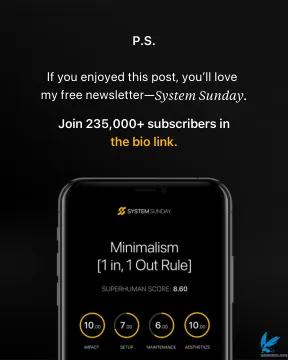 P.S.
If you enjoyed this post, you'll love
my free newsletter—System Sunday.
Join 235,000+ subscribers in
the bio link.
SYSTEMSUNDAY
Minimalism
[1 in, 1 Out Rule]
SUPERHUMAN SCORE: 8.60
10.00 7.00 6.00 10.00
IMPACT SETUP MAINTENANCE AESTHETICS